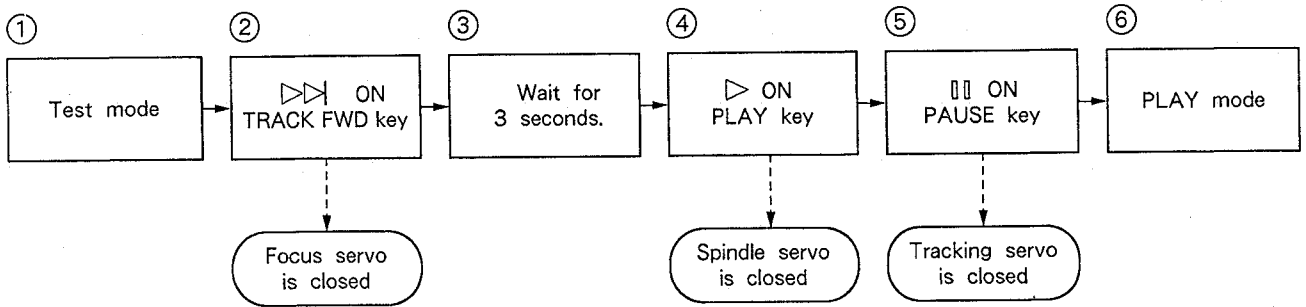 ①
Test mode
②
▷▷| ON
TRACK FWD key
③
Wait for
3 seconds.
④
▷ ON
PLAY key
⑤
▯▯ ON
PAUSE key
⑥
PLAY mode
Focus servo
is closed
Spindle servo
is closed
Tracking servo
is closed